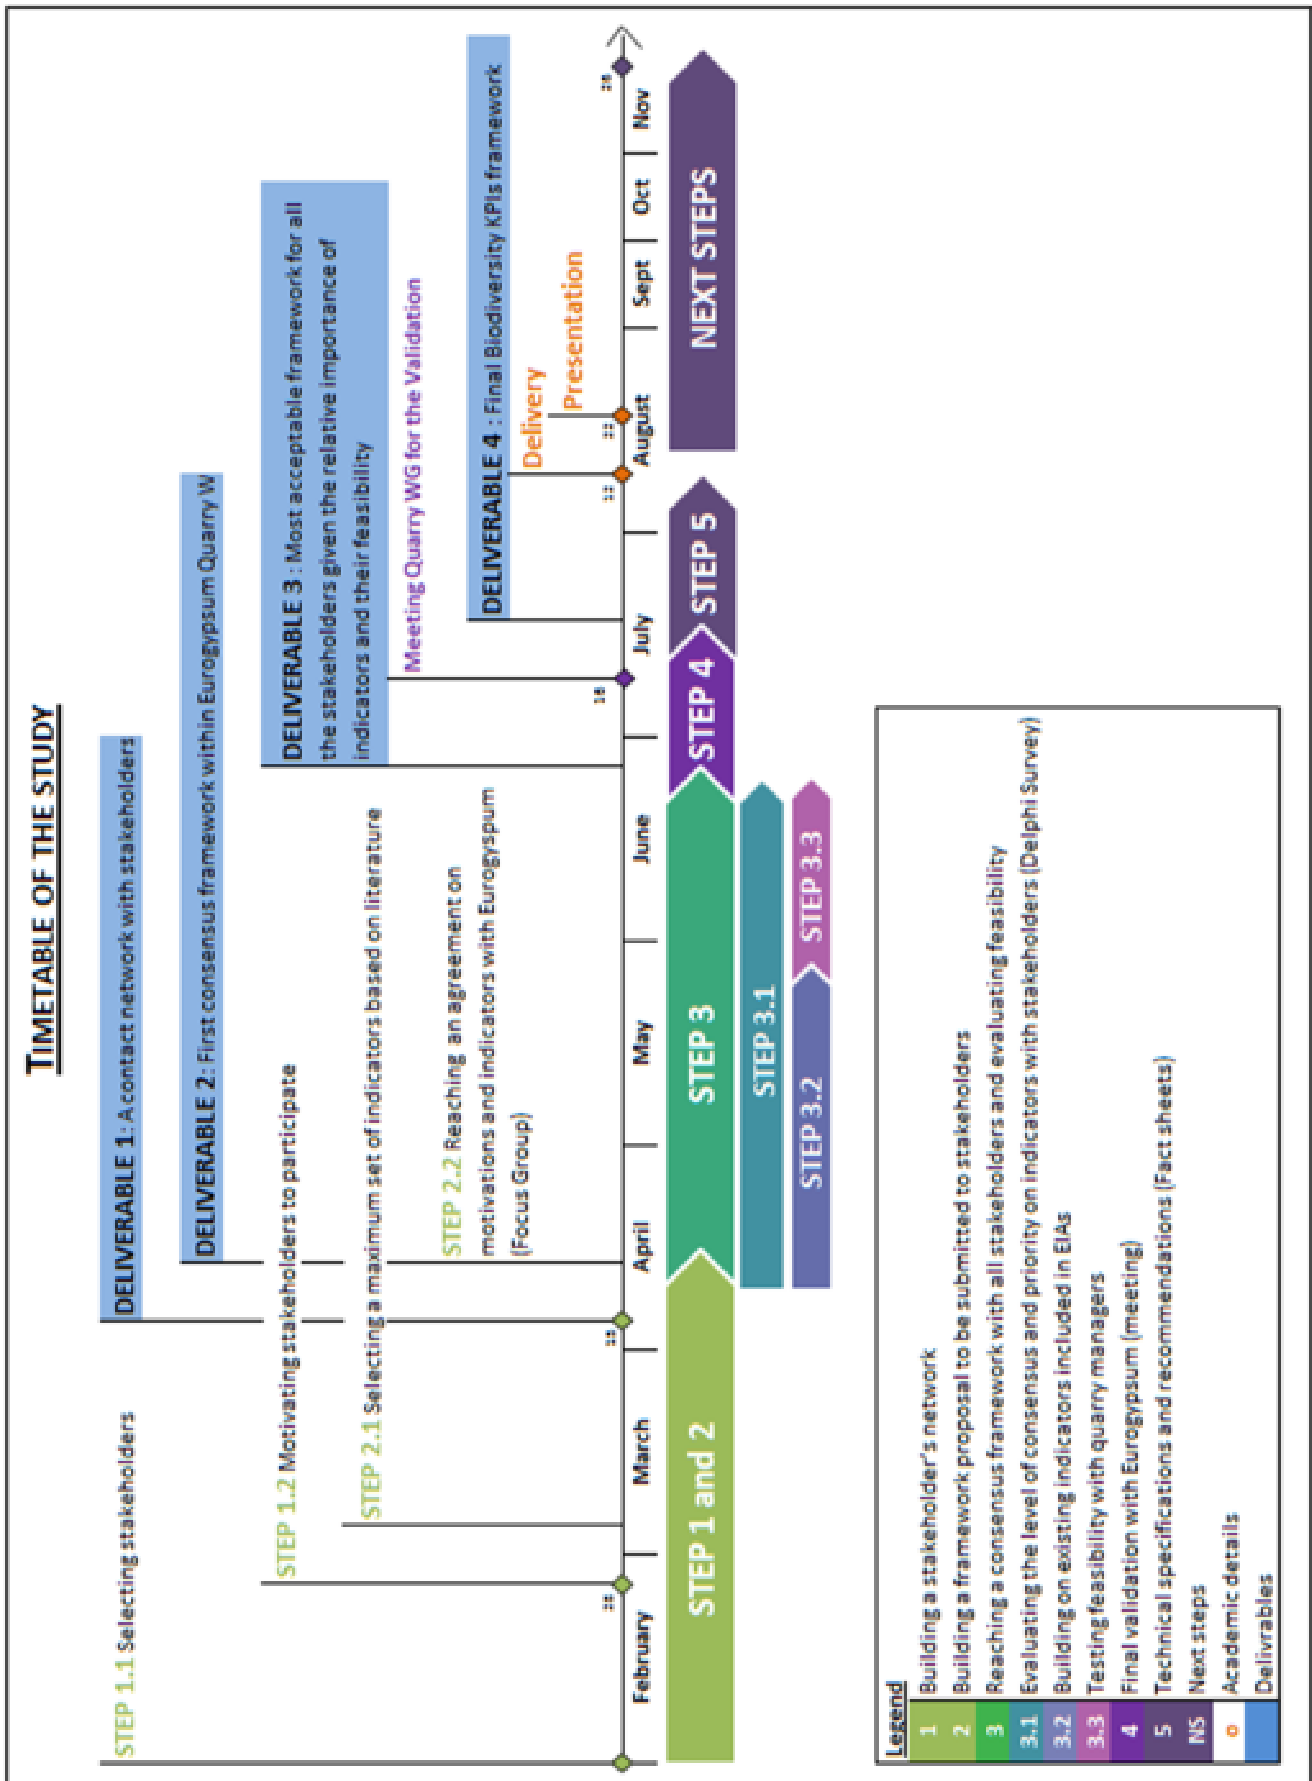 TIMETABLE OF THE STUDY
DELIVERABLE 1: A contact network with stakeholders
STEP 1.1 Selecting stakeholders
DELIVERABLE 2: First consensus framework within Eurogypsum Quarry W
STEP 1.2 Motivating stakeholders to participate
DELIVERABLE 3 : Most acceptable framework for all
the stakeholders given the relative importance of
indicators and their feasibility
STEP 2.1 Selecting a maximum set of indicators based on literature
Meeting Quarry WG for the Validation
STEP 2.2 Reaching an agreement on
motivations and indicators with Eurogyspum
(Focus Group)
DELIVERABLE 4 : Final Biodiversity KPIs framework
Delivery
Presentation
February
March
April
May
June
July
August
Sept
Oct
Nov
STEP 1 and 2
STEP 3
STEP 4
STEP 5
NEXT STEPS
STEP 3.1
STEP 3.2
STEP 3.3
Legend
1 Building a stakeholder's network
2 Building a framework proposal to be submitted to stakeholders
3 Reaching a consensus framework with all stakeholders and evaluating feasibility
3.1 Evaluating the level of consensus and priority on indicators with stakeholders (Delphi Survey)
3.2 Building on existing indicators included in EIAs
3.3 Testing feasibility with quarry managers
4 Final validation with Eurogypsum (meeting)
5 Technical specifications and recommendations (Fact sheets)
NS Next steps
o Academic details
Delivrables